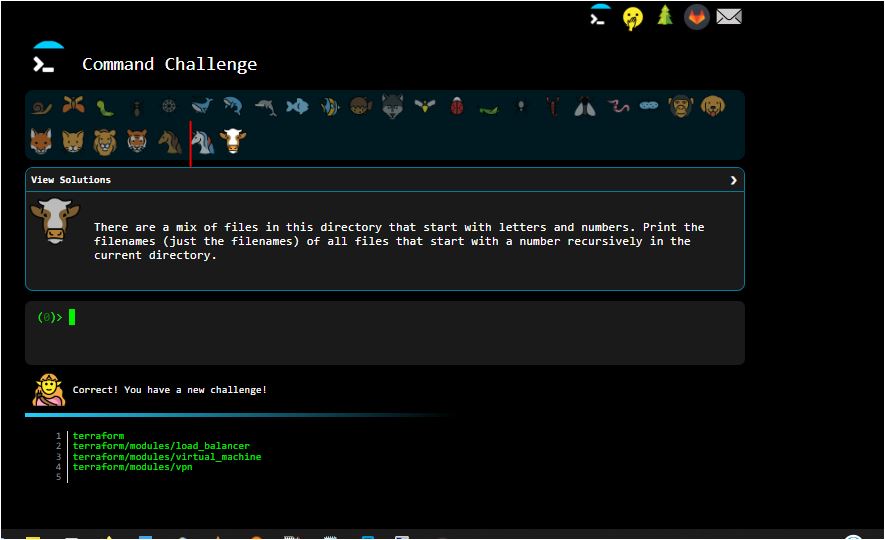 Command Challenge
View Solutions
There are a mix of files in this directory that start with letters and numbers. Print the
filenames (just the filenames) of all files that start with a number recursively in the
current directory.
(0)>
Correct! You have a new challenge!
1 terraform
2 terraform/modules/load_balancer
3 terraform/modules/virtual_machine
4 terraform/modules/vpn
5